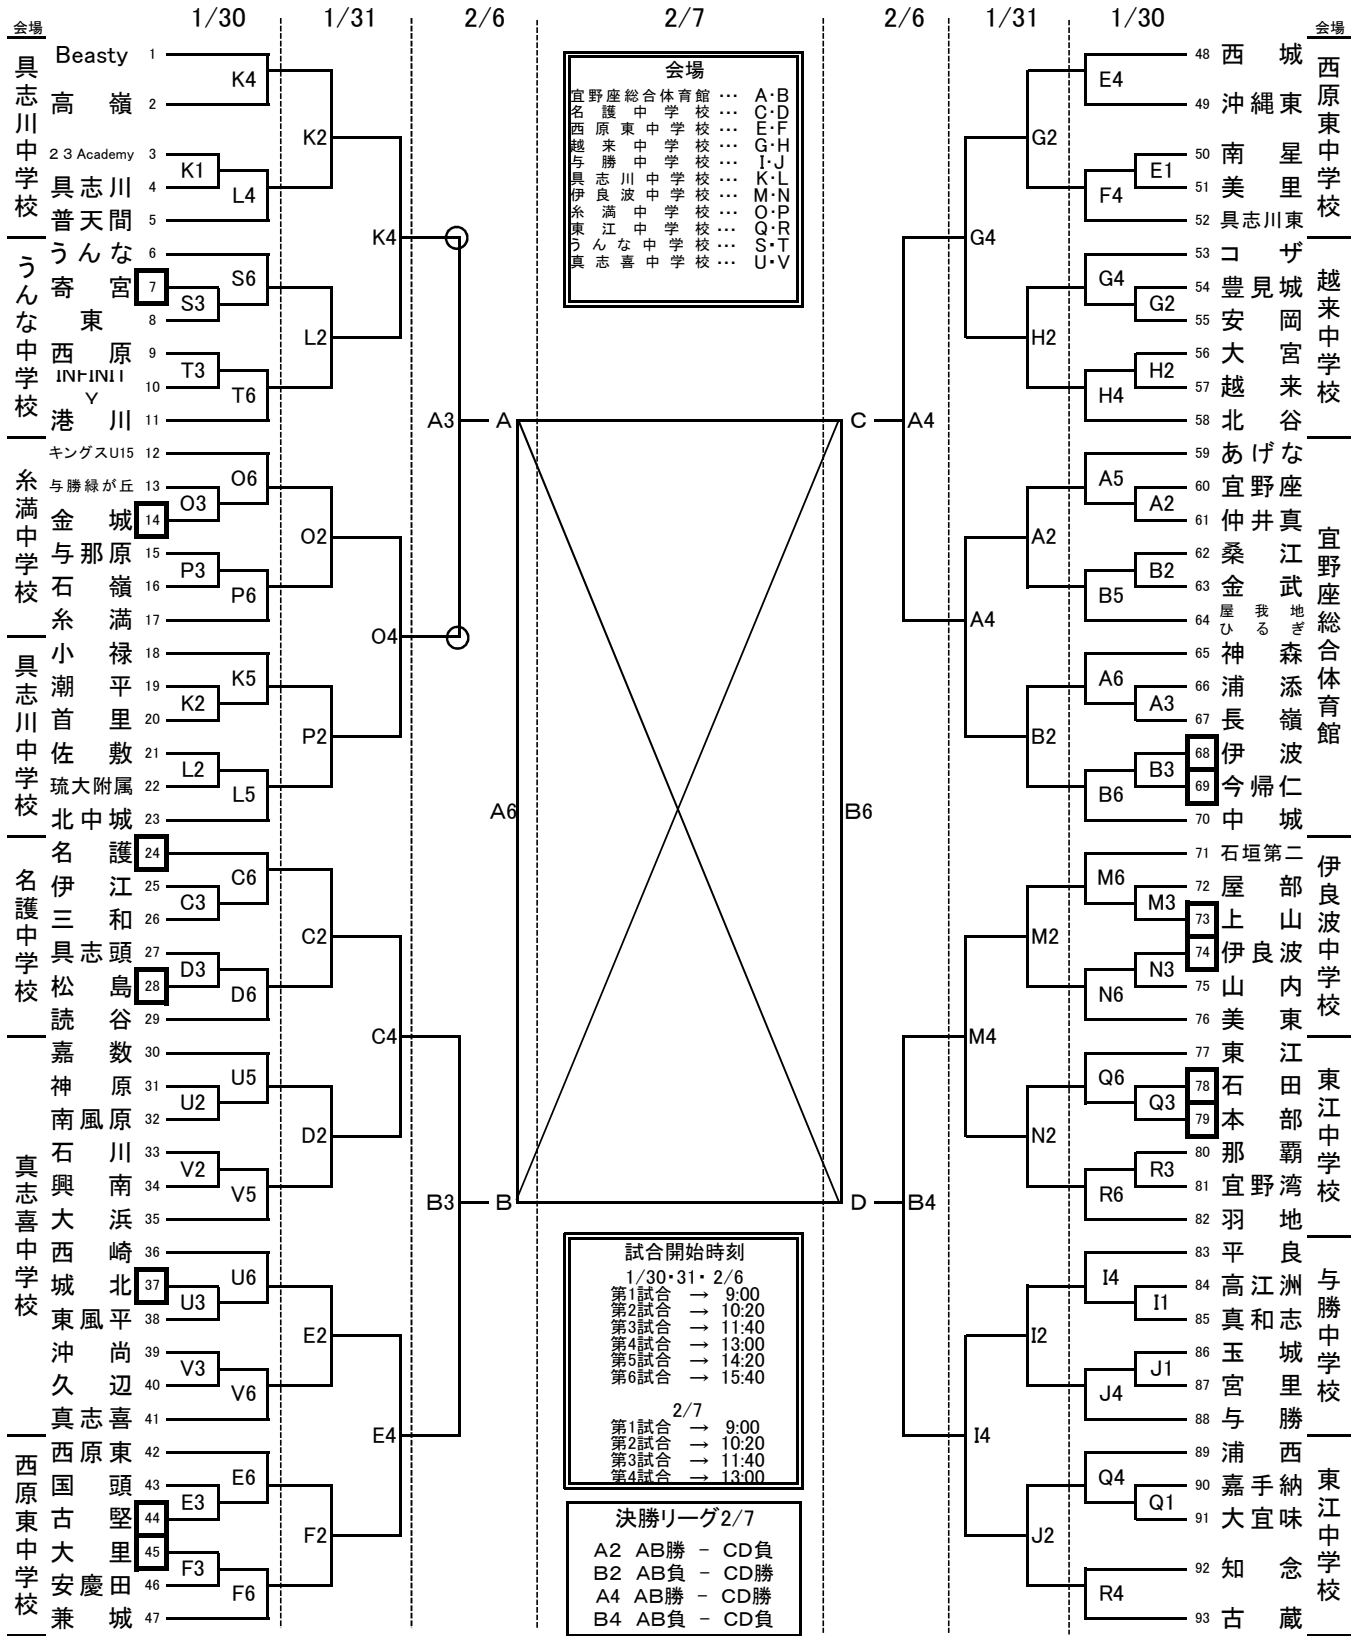 1/30
1/31
2/6
2/7
2/6
1/31
1/30
会場
会場
具志川中学校
うんな中学校
糸満中学校
具志川中学校
名護中学校
真志喜中学校
西原東中学校
Beasty 1
高嶺 2
23Academy 3
具志川 4
普天間 5
うんな 6
寄宮 7
東 8
西原 9
INFINIT
Y
10
港川 11
キングスU15 12
与勝緑が丘 13
金城 14
与那原 15
石嶺 16
糸満 17
小禄 18
潮平 19
首里 20
佐敷 21
琉大附属 22
北中城 23
名護 24
伊江 25
三和 26
具志頭 27
松島 28
読谷 29
嘉数 30
神原 31
南風原 32
石川 33
興南 34
大浜 35
西崎 36
城北 37
東風平 38
沖尚 39
久辺 40
真志喜 41
西原東 42
国頭 43
古堅 44
大里 45
安慶田 46
兼城 47
K4
K1
L4
S6
S3
T3
T6
O6
O3
P3
P6
K5
K2
L2
L5
C6
C3
D3
D6
U5
U2
V2
V5
U6
U3
V3
V6
E6
E3
F3
F6
K2
L2
O2
P2
C2
D2
E2
F2
K4
O4
C4
E4
A3
B3
A
B
A6
C
D
B6
A4
B4
会場
宜野座総合体育館 … A・B
名護中学校 … C・D
西原東中学校 … E・F
越来中学校 … G・H
与勝中学校 … I・J
具志川中学校 … K・L
伊良波中学校 … M・N
糸満中学校 … O・P
東江中学校 … Q・R
うんな中学校 … S・T
真志喜中学校 … U・V
試合開始時刻
1/30・31・2/6
第1試合 → 9:00
第2試合 → 10:20
第3試合 → 11:40
第4試合 → 13:00
第5試合 → 14:20
第6試合 → 15:40
2/7
第1試合 → 9:00
第2試合 → 10:20
第3試合 → 11:40
第4試合 → 13:00
決勝リーグ2/7
A2 AB勝 － CD負
B2 AB負 － CD勝
A4 AB勝 － CD勝
B4 AB負 － CD負
G4
A4
M4
I4
G2
H2
A2
B2
M2
N2
I2
J2
E4
E1
F4
G4
G2
H2
H4
A5
A2
B2
B5
A6
A3
B3
B6
M6
M3
N3
N6
Q6
Q3
R3
R6
I4
I1
J1
J4
Q4
Q1
R4
48 西城
49 沖縄東
50 南星
51 美里
52 具志川東
53 コザ
54 豊見城
55 安岡
56 大宮
57 越来
58 北谷
59 あげな
60 宜野座
61 仲井真
62 桑江
63 金武
64 屋我地
ひるぎ
65 神森
66 浦添
67 長嶺
68 伊波
69 今帰仁
70 中城
71 石垣第二
72 屋部
73 上山
74 伊良波
75 山内
76 美東
77 東江
78 石田
79 本部
80 那覇
81 宜野湾
82 羽地
83 平良
84 高江洲
85 真和志
86 玉城
87 宮里
88 与勝
89 浦西
90 嘉手納
91 大宜味
92 知念
93 古蔵
西原東中学校
越来中学校
宜野座総合体育館
伊良波中学校
東江中学校
与勝中学校
東江中学校